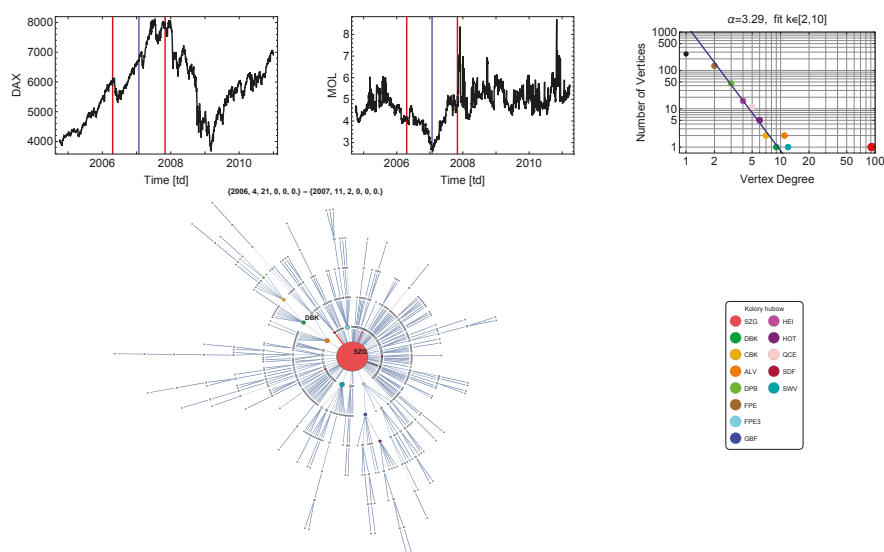 DAX
8000
7000
6000
5000
4000
2006 2008 2010
Time [td]
MOL
8
7
6
5
4
3
2006 2008 2010
Time [td]
α=3.29, fit k∈[2,10]
Number of Vertices
1000
500
100
50
10
5
1
1 2 5 10 20 50 100
Vertex Degree
{2006, 4, 21, 0, 0, 0.} – {2007, 11, 2, 0, 0, 0.}
DBK
SZG
Kolory hubow
SZG HEI
DBK HOT
CBK QCE
ALV SDF
DPB SWV
FPE
FPE3
GBF